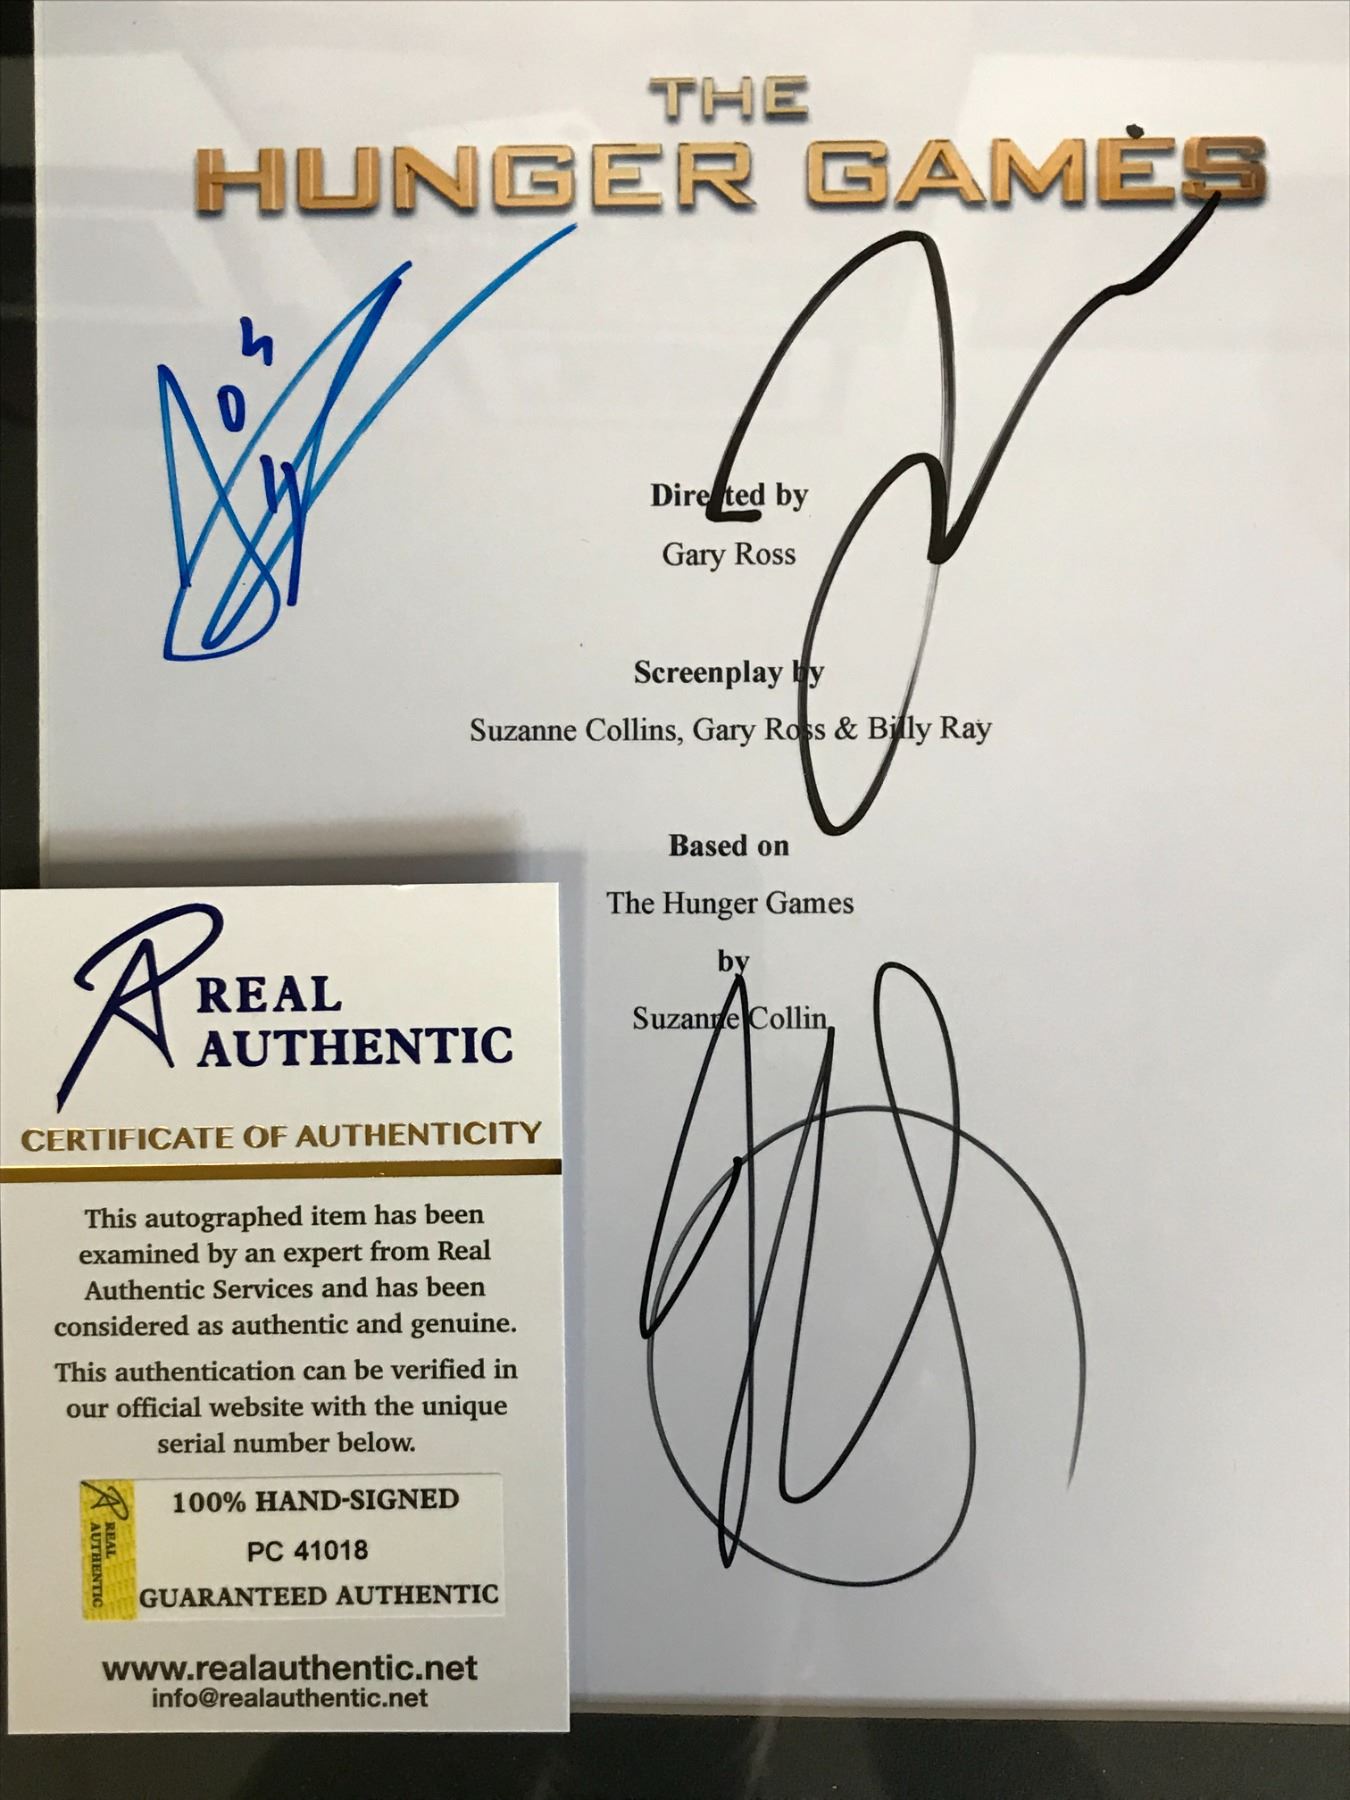 THE
HUNGER GAMES
Directed by
Gary Ross
Screenplay by
Suzanne Collins, Gary Ross & Billy Ray
Based on
The Hunger Games
by
Suzanne Collin
REAL
AUTHENTIC
CERTIFICATE OF AUTHENTICITY
This autographed item has been
examined by an expert from Real
Authentic Services and has been
considered as authentic and genuine.
This authentication can be verified in
our official website with the unique
serial number below.
REAL
AUTHENTIC
100% HAND-SIGNED
PC 41018
GUARANTEED AUTHENTIC
www.realauthentic.net
info@realauthentic.net